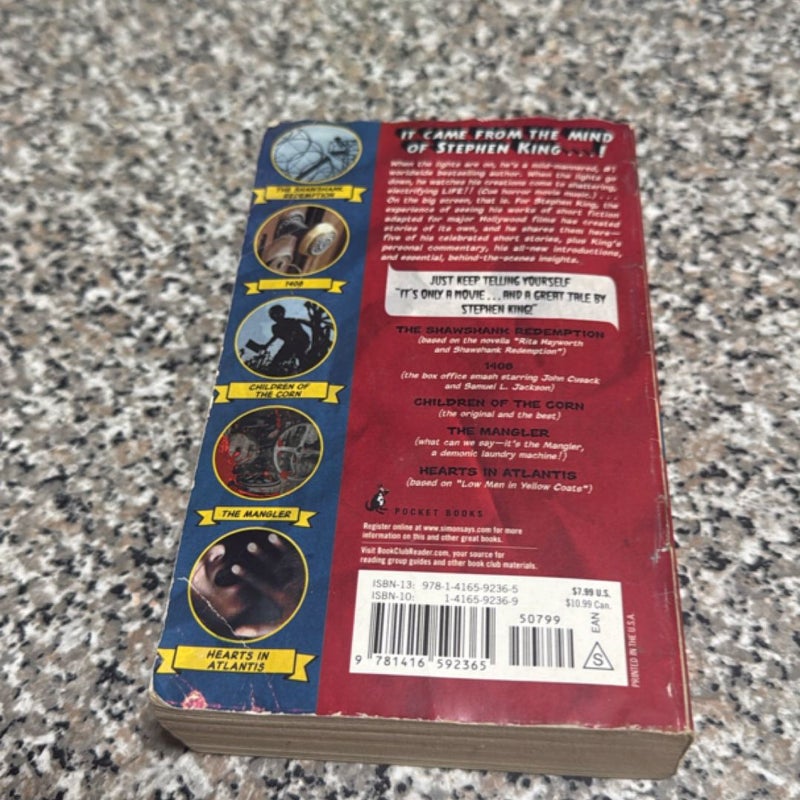 THE SHAWSHANK
REDEMPTION
1408
CHILDREN OF
THE CORN
THE MANGLER
HEARTS IN
ATLANTIS
IT CAME FROM THE MIND
OF STEPHEN KING....!
When the lights are on, he's a mild-mannered, #1
worldwide bestselling author. When the lights go
down, he watches his creations come to shattering,
electrifying LIFE!! (Cue horror movie music.) . . .
On the big screen, that is. For Stephen King, the
experience of seeing his works of short fiction
adapted for major Hollywood films has created
stories of its own, and he shares them here—
five of his celebrated short stories, plus King's
personal commentary, his all-new introductions,
and essential, behind-the-scenes insights.
JUST KEEP TELLING YOURSELF
"IT'S ONLY A MOVIE . . . AND A GREAT TALE BY
STEPHEN KING!"
THE SHAWSHANK REDEMPTION
(based on the novella "Rita Hayworth
and Shawshank Redemption")
1408
(the box office smash starring John Cusack
and Samuel L. Jackson)
CHILDREN OF THE CORN
(the original and the best)
THE MANGLER
(what can we say—it's the Mangler,
a demonic laundry machine!)
HEARTS IN ATLANTIS
(based on "Low Men in Yellow Coats")
POCKET BOOKS
Register online at www.simonsays.com for more
information on this and other great books.
Visit BookClubReader.com, your source for
reading group guides and other book club materials.
ISBN-13: 978-1-4165-9236-5
ISBN-10: 1-4165-9236-9
$7.99 U.S.
$10.99 Can.
50799
EAN
S
9 781416 592365
PRINTED IN THE U.S.A.